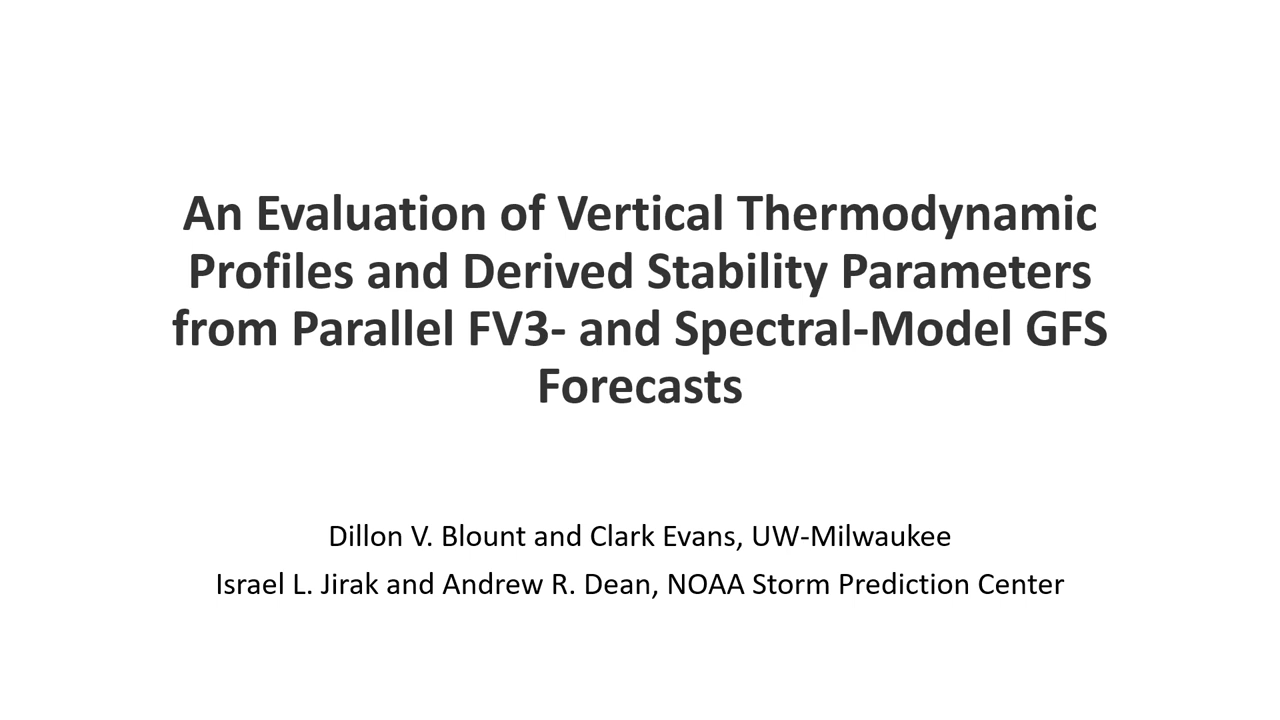 An Evaluation of Vertical Thermodynamic
Profiles and Derived Stability Parameters
from Parallel FV3- and Spectral-Model GFS
Forecasts
Dillon V. Blount and Clark Evans, UW-Milwaukee
Israel L. Jirak and Andrew R. Dean, NOAA Storm Prediction Center